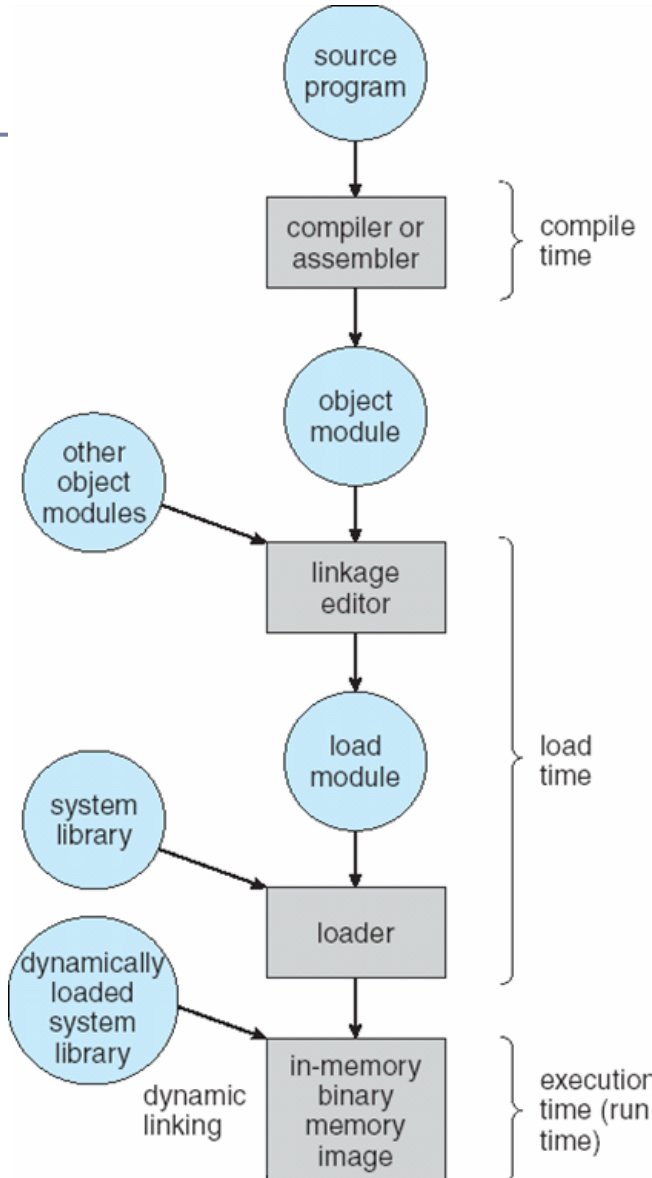 source
program
compiler or
assembler
compile
time
object
module
other
object
modules
linkage
editor
load
module
load
time
system
library
loader
dynamically
loaded
system
library
dynamic
linking
in-memory
binary
memory
image
execution
time (run
time)